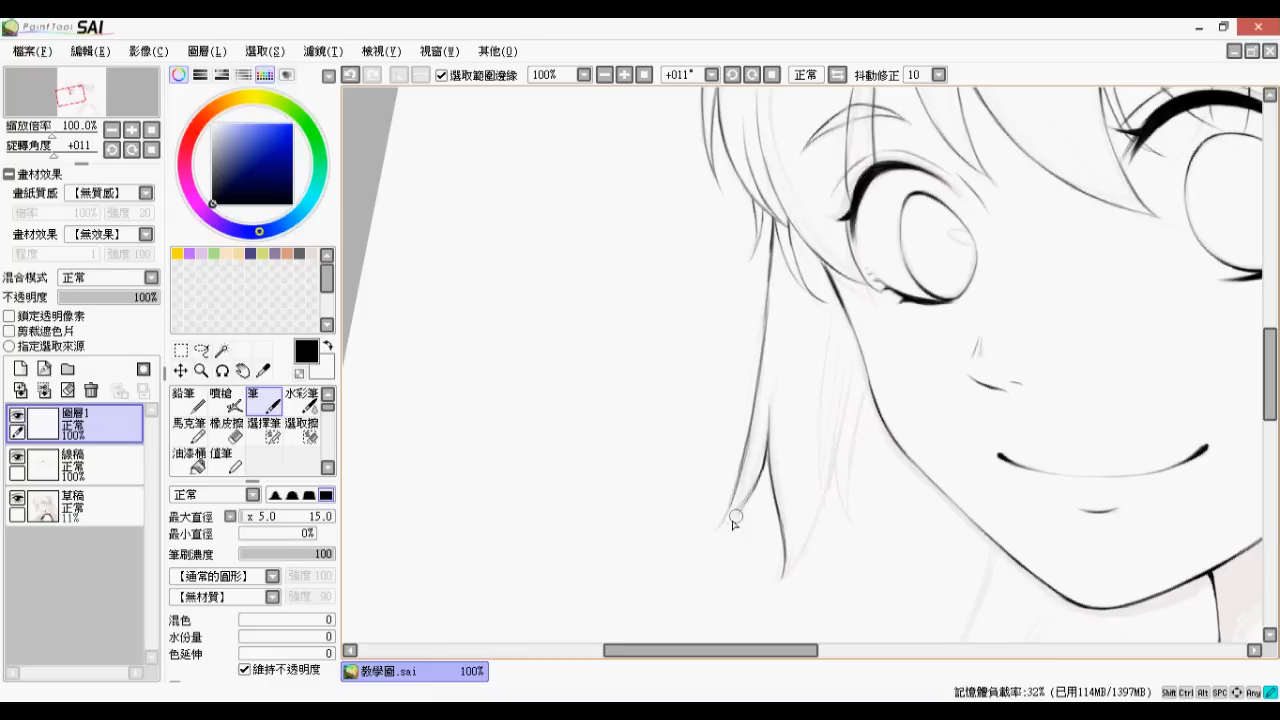 PaintTool SAI
檔案(F) 編輯(E) 影像(C) 圖層(L) 選取(S) 濾鏡(T) 檢視(V) 視窗(W) 其他(O)
選取範圍邊緣 100% +011° 正常 抖動修正 10
縮放倍率 100.0%
旋轉角度 +011
畫材效果
畫紙質感 【無質感】
倍率 100% 強度 20
畫材效果 【無效果】
程度 1 強度 100
混合模式 正常
不透明度 100%
鎖定透明像素
剪裁遮色片
指定選取來源
圖層1
正常
100%
線稿
正常
100%
草稿
正常
11%
鉛筆 噴槍 筆 水彩筆
馬克筆 橡皮擦 選擇筆 選取擦
油漆桶 值筆
正常
最大直徑 x 5.0 15.0
最小直徑 0%
筆刷濃度 100
【通常的圓形】 強度 100
【無材質】 強度 90
混色 0
水份量 0
色延伸 0
維持不透明度
教學圖.sai 100%
記憶體負載率:32% (已用114MB/1397MB) Shift Ctrl Alt SPC Any